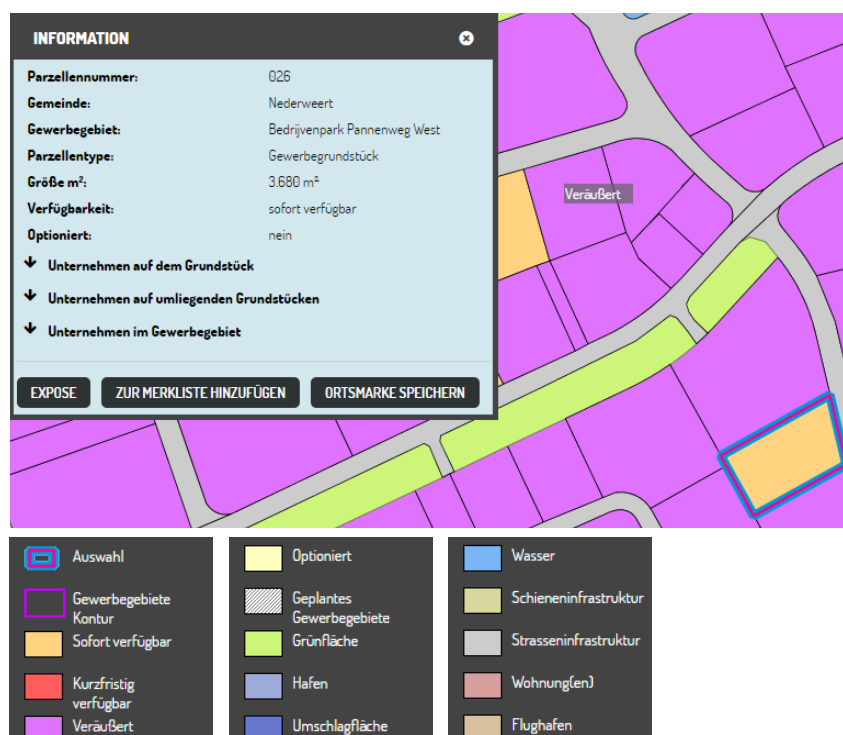 INFORMATION
Parzellennummer: 026
Gemeinde: Nederweert
Gewerbegebiet: Bedrijvenpark Pannenweg West
Parzellentype: Gewerbegrundstück
Größe m²: 3.680 m²
Verfügbarkeit: sofort verfügbar
Optioniert: nein
Unternehmen auf dem Grundstück
Unternehmen auf umliegenden Grundstücken
Unternehmen im Gewerbegebiet
EXPOSE ZUR MERKLISTE HINZUFÜGEN ORTSMARKE SPEICHERN
Veräußert
Auswahl
Gewerbegebiete
Kontur
Sofort verfügbar
Kurzfristig
verfügbar
Veräußert
Optioniert
Geplantes
Gewerbegebiete
Grünfläche
Hafen
Umschlagfläche
Wasser
Schieneninfrastruktur
Strasseninfrastruktur
Wohnung(en)
Flughafen